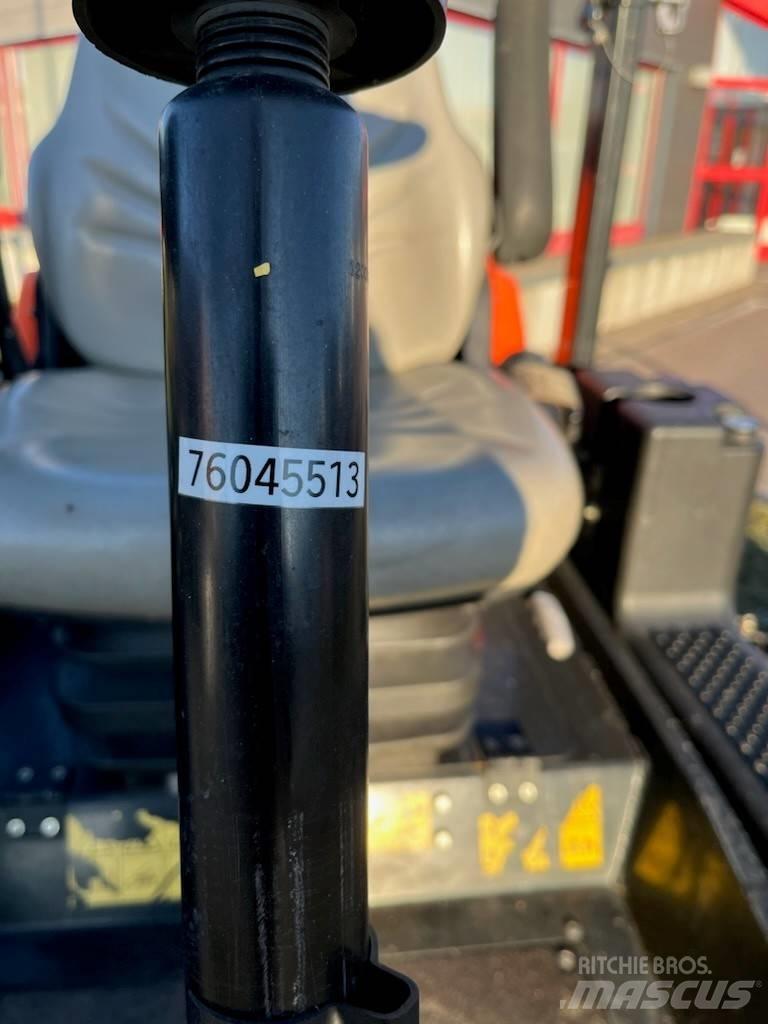 76045513
RITCHIE BROS.
MASCUS